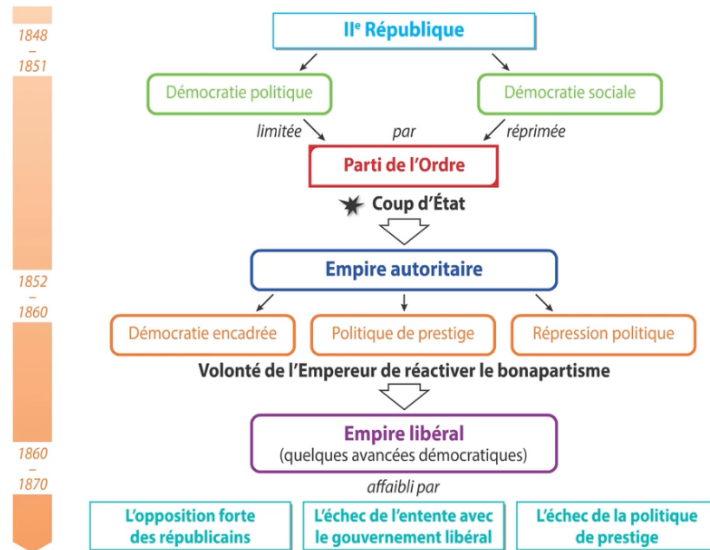 1848
–
1851
IIe République
Démocratie politique
Démocratie sociale
limitée par réprimée
Parti de l'Ordre
Coup d'État
1852
–
1860
Empire autoritaire
Démocratie encadrée
Politique de prestige
Répression politique
Volonté de l'Empereur de réactiver le bonapartisme
1860
–
1870
Empire libéral
(quelques avancées démocratiques)
affaibli par
L'opposition forte
des républicains
L'échec de l'entente avec
le gouvernement libéral
L'échec de la politique
de prestige